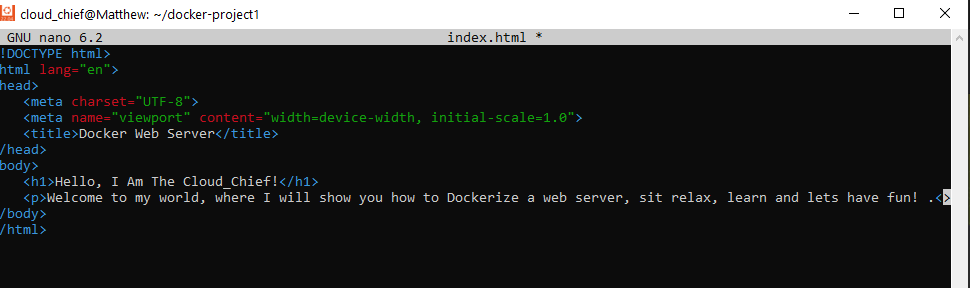 cloud_chief@Matthew: ~/docker-project1
GNU nano 6.2 index.html *
!DOCTYPE html>
html lang="en">
head>
<meta charset="UTF-8">
<meta name="viewport" content="width=device-width, initial-scale=1.0">
<title>Docker Web Server</title>
/head>
body>
<h1>Hello, I Am The Cloud_Chief!</h1>
<p>Welcome to my world, where I will show you how to Dockerize a web server, sit relax, learn and lets have fun! .<>
/body>
/html>